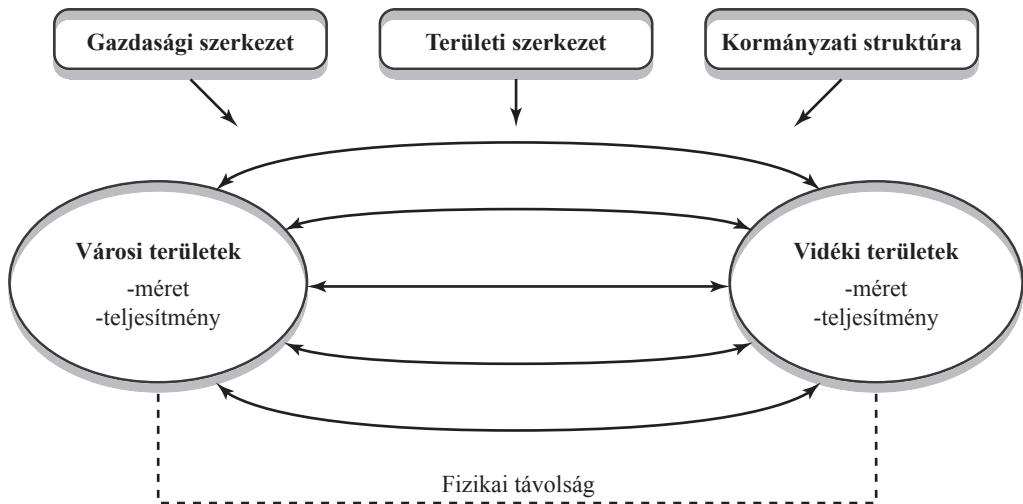 Gazdasági szerkezet
Területi szerkezet
Kormányzati struktúra
Városi területek
-méret
-teljesítmény
Vidéki területek
-méret
-teljesítmény
Fizikai távolság